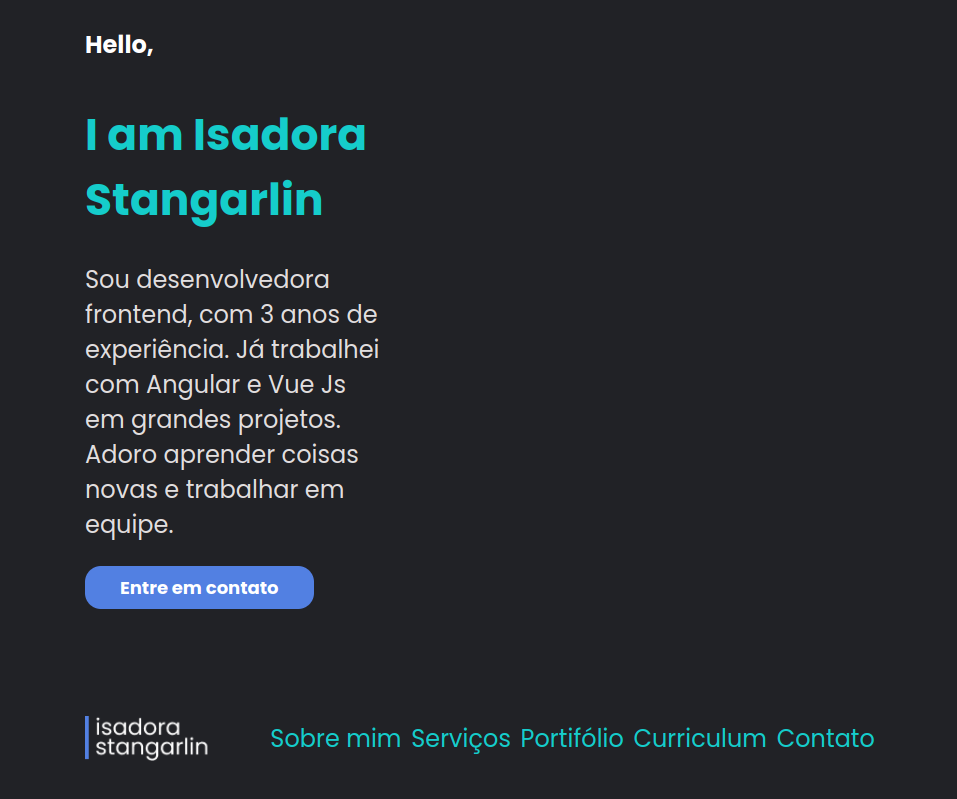 Hello,
I am Isadora
Stangarlin
Sou desenvolvedora
frontend, com 3 anos de
experiência. Já trabalhei
com Angular e Vue Js
em grandes projetos.
Adoro aprender coisas
novas e trabalhar em
equipe.
Entre em contato
isadora
stangarlin
Sobre mim Serviços Portifólio Curriculum Contato